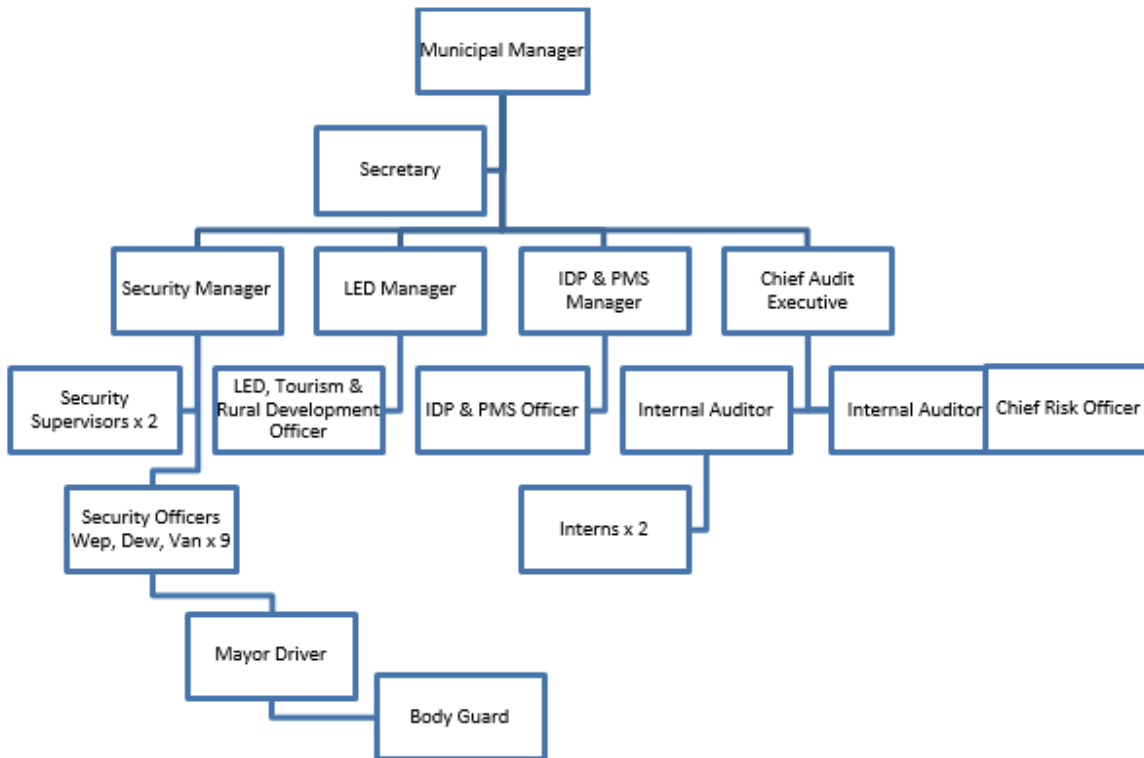 Municipal Manager
Secretary
Security Manager
LED Manager
IDP & PMS
Manager
Chief Audit
Executive
Security
Supervisors x 2
LED, Tourism &
Rural Development
Officer
IDP & PMS Officer
Internal Auditor
Internal Auditor
Chief Risk Officer
Security Officers
Wep, Dew, Van x 9
Interns x 2
Mayor Driver
Body Guard